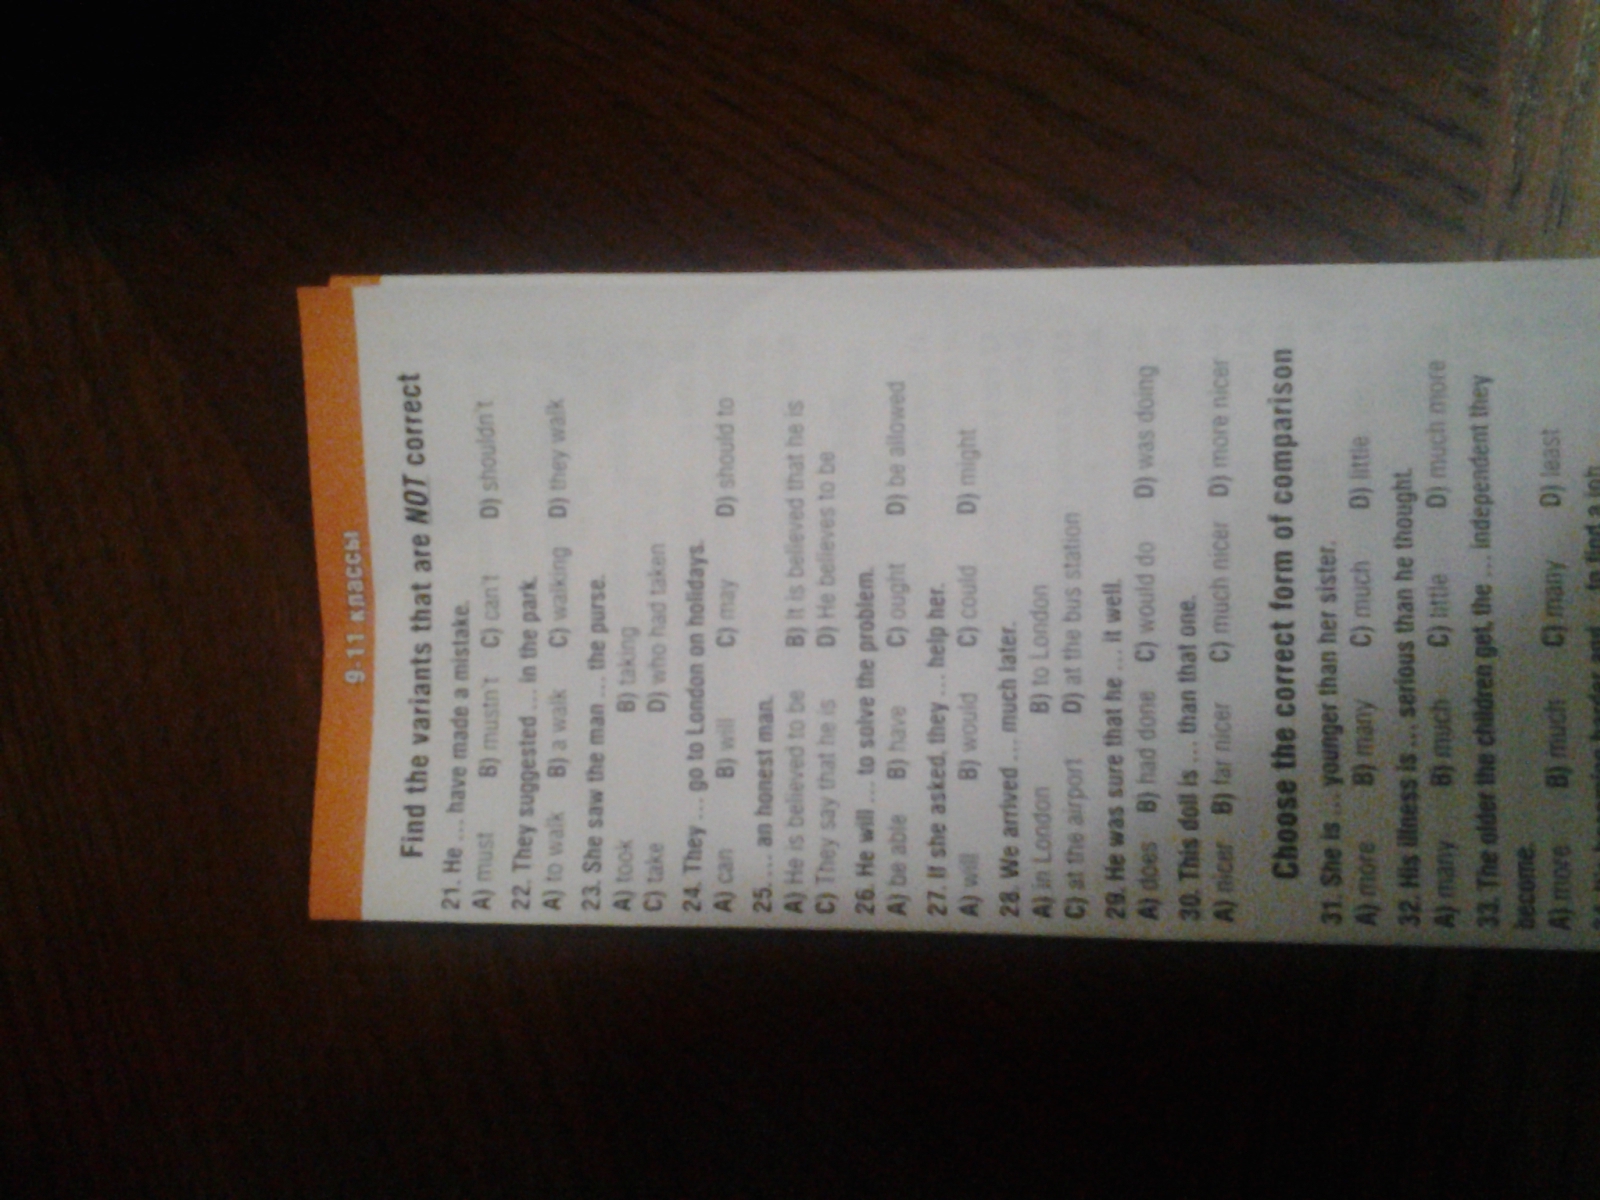 9-11 классы
Find the variants that are NOT correct
21. He ... have made a mistake.
A) must B) mustn't C) can't D) shouldn't
22. They suggested ... in the park.
A) to walk B) a walk C) walking D) they walk
23. She saw the man ... the purse.
A) took B) taking
C) take D) who had taken
24. They ... go to London on holidays.
A) can B) will C) may D) should to
25. ... an honest man.
A) He is believed to be B) It is believed that he is
C) They say that he is D) He believes to be
26. He will ... to solve the problem.
A) be able B) have C) ought D) be allowed
27. If she asked, they ... help her.
A) will B) would C) could D) might
28. We arrived ... much later.
A) in London B) to London
C) at the airport D) at the bus station
29. He was sure that he ... it well.
A) does B) had done C) would do D) was doing
30. This doll is ... than that one.
A) nicer B) far nicer C) much nicer D) more nicer
Choose the correct form of comparison
31. She is ... younger than her sister.
A) more B) many C) much D) little
32. His illness is ... serious than he thought.
A) many B) much C) little D) much more
33. The older the children get, the ... independent they
become.
A) more B) much C) many D) least